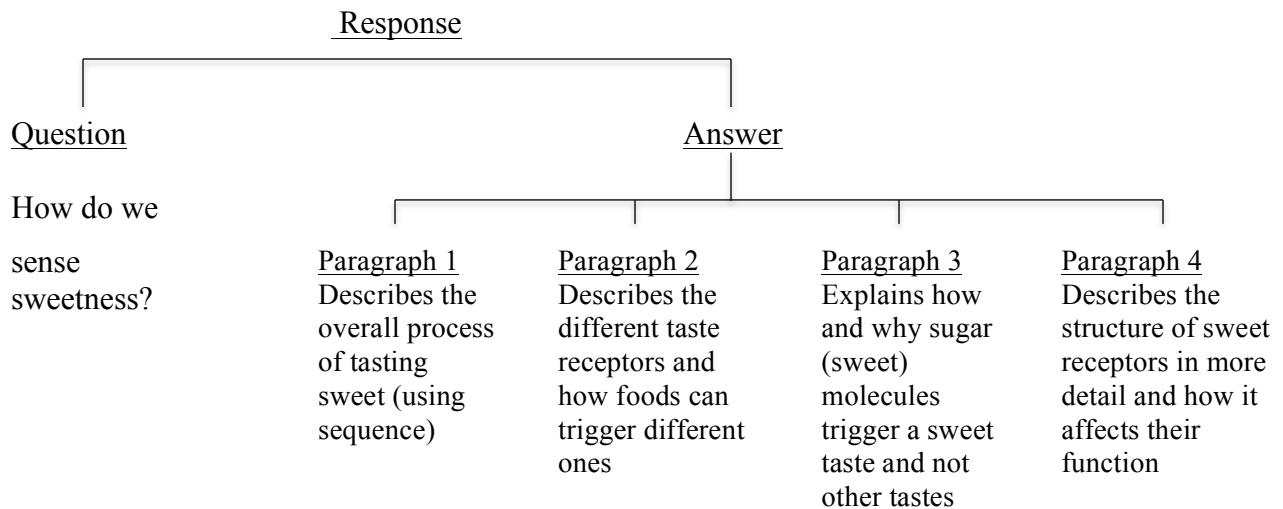 Response
Question
Answer
How do we
sense
sweetness?
Paragraph 1
Describes the
overall process
of tasting
sweet (using
sequence)
Paragraph 2
Describes the
different taste
receptors and
how foods can
trigger different
ones
Paragraph 3
Explains how
and why sugar
(sweet)
molecules
trigger a sweet
taste and not
other tastes
Paragraph 4
Describes the
structure of sweet
receptors in more
detail and how it
affects their
function